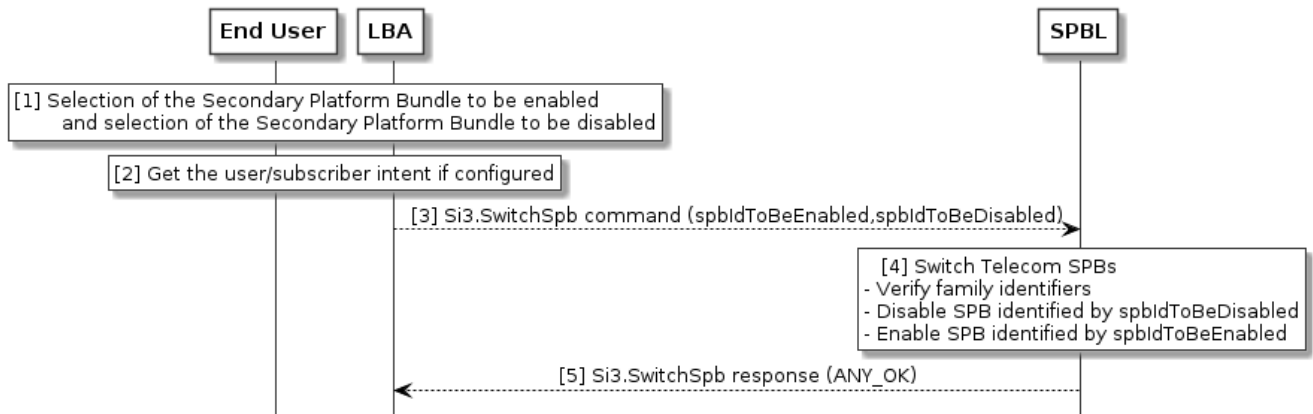 End User
LBA
SPBL
[1] Selection of the Secondary Platform Bundle to be enabled
and selection of the Secondary Platform Bundle to be disabled
[2] Get the user/subscriber intent if configured
[3] Si3.SwitchSpb command (spbIdToBeEnabled,spbIdToBeDisabled)
[4] Switch Telecom SPBs
- Verify family identifiers
- Disable SPB identified by spbIdToBeDisabled
- Enable SPB identified by spbIdToBeEnabled
[5] Si3.SwitchSpb response (ANY_OK)